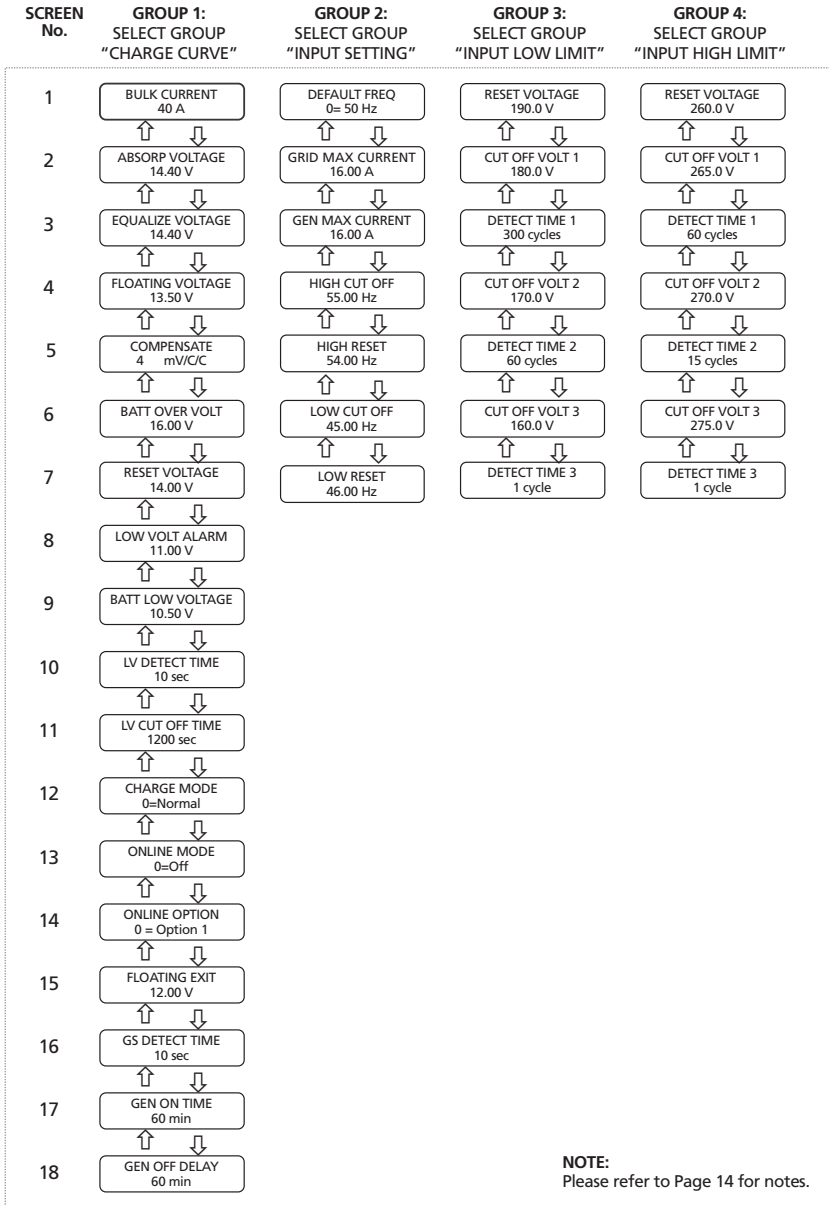 SCREEN
No.
GROUP 1:
SELECT GROUP
“CHARGE CURVE”
GROUP 2:
SELECT GROUP
“INPUT SETTING”
GROUP 3:
SELECT GROUP
“INPUT LOW LIMIT”
GROUP 4:
SELECT GROUP
“INPUT HIGH LIMIT”
1
BULK CURRENT
40 A
DEFAULT FREQ
0= 50 Hz
RESET VOLTAGE
190.0 V
RESET VOLTAGE
260.0 V
2
ABSORP VOLTAGE
14.40 V
GRID MAX CURRENT
16.00 A
CUT OFF VOLT 1
180.0 V
CUT OFF VOLT 1
265.0 V
3
EQUALIZE VOLTAGE
14.40 V
GEN MAX CURRENT
16.00 A
DETECT TIME 1
300 cycles
DETECT TIME 1
60 cycles
4
FLOATING VOLTAGE
13.50 V
HIGH CUT OFF
55.00 Hz
CUT OFF VOLT 2
170.0 V
CUT OFF VOLT 2
270.0 V
5
COMPENSATE
4 mV/C/C
HIGH RESET
54.00 Hz
DETECT TIME 2
60 cycles
DETECT TIME 2
15 cycles
6
BATT OVER VOLT
16.00 V
LOW CUT OFF
45.00 Hz
CUT OFF VOLT 3
160.0 V
CUT OFF VOLT 3
275.0 V
7
RESET VOLTAGE
14.00 V
LOW RESET
46.00 Hz
DETECT TIME 3
1 cycle
DETECT TIME 3
1 cycle
8
LOW VOLT ALARM
11.00 V
9
BATT LOW VOLTAGE
10.50 V
10
LV DETECT TIME
10 sec
11
LV CUT OFF TIME
1200 sec
12
CHARGE MODE
0=Normal
13
ONLINE MODE
0=Off
14
ONLINE OPTION
0 = Option 1
15
FLOATING EXIT
12.00 V
16
GS DETECT TIME
10 sec
17
GEN ON TIME
60 min
18
GEN OFF DELAY
60 min
NOTE:
Please refer to Page 14 for notes.